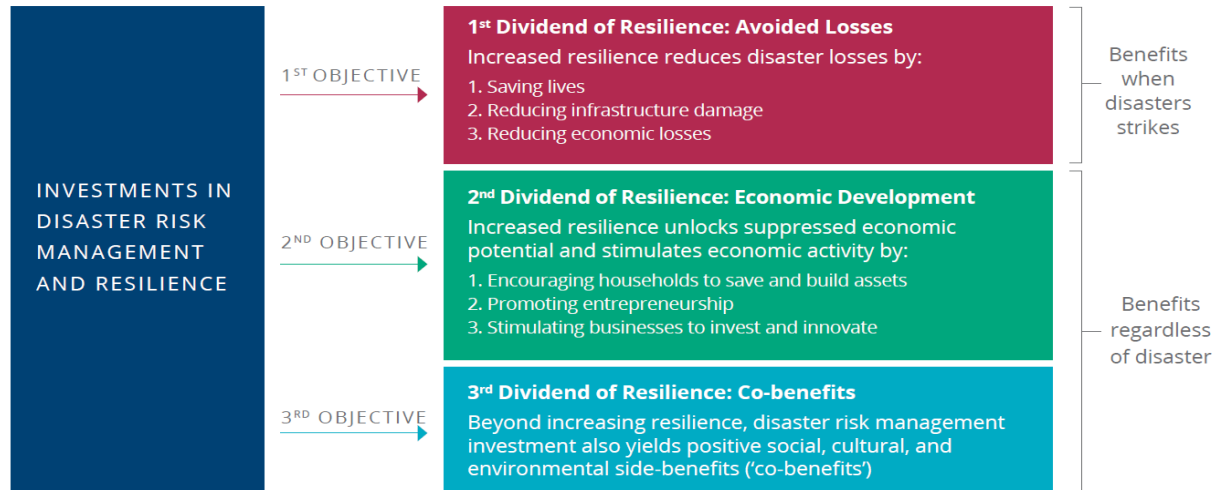 INVESTMENTS IN
DISASTER RISK
MANAGEMENT
AND RESILIENCE
1ST OBJECTIVE
1st Dividend of Resilience: Avoided Losses
Increased resilience reduces disaster losses by:
1. Saving lives
2. Reducing infrastructure damage
3. Reducing economic losses
Benefits
when
disasters
strikes
2ND OBJECTIVE
2nd Dividend of Resilience: Economic Development
Increased resilience unlocks suppressed economic
potential and stimulates economic activity by:
1. Encouraging households to save and build assets
2. Promoting entrepreneurship
3. Stimulating businesses to invest and innovate
3RD OBJECTIVE
3rd Dividend of Resilience: Co-benefits
Beyond increasing resilience, disaster risk management
investment also yields positive social, cultural, and
environmental side-benefits (‘co-benefits’)
Benefits
regardless
of disaster